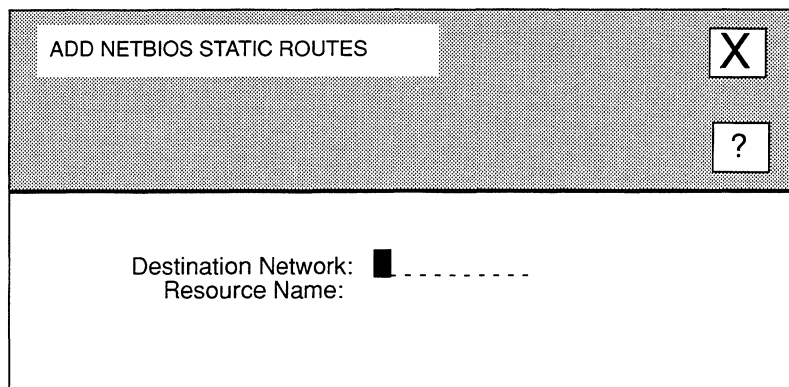 ADD NETBIOS STATIC ROUTES
X
?
Destination Network:
Resource Name: